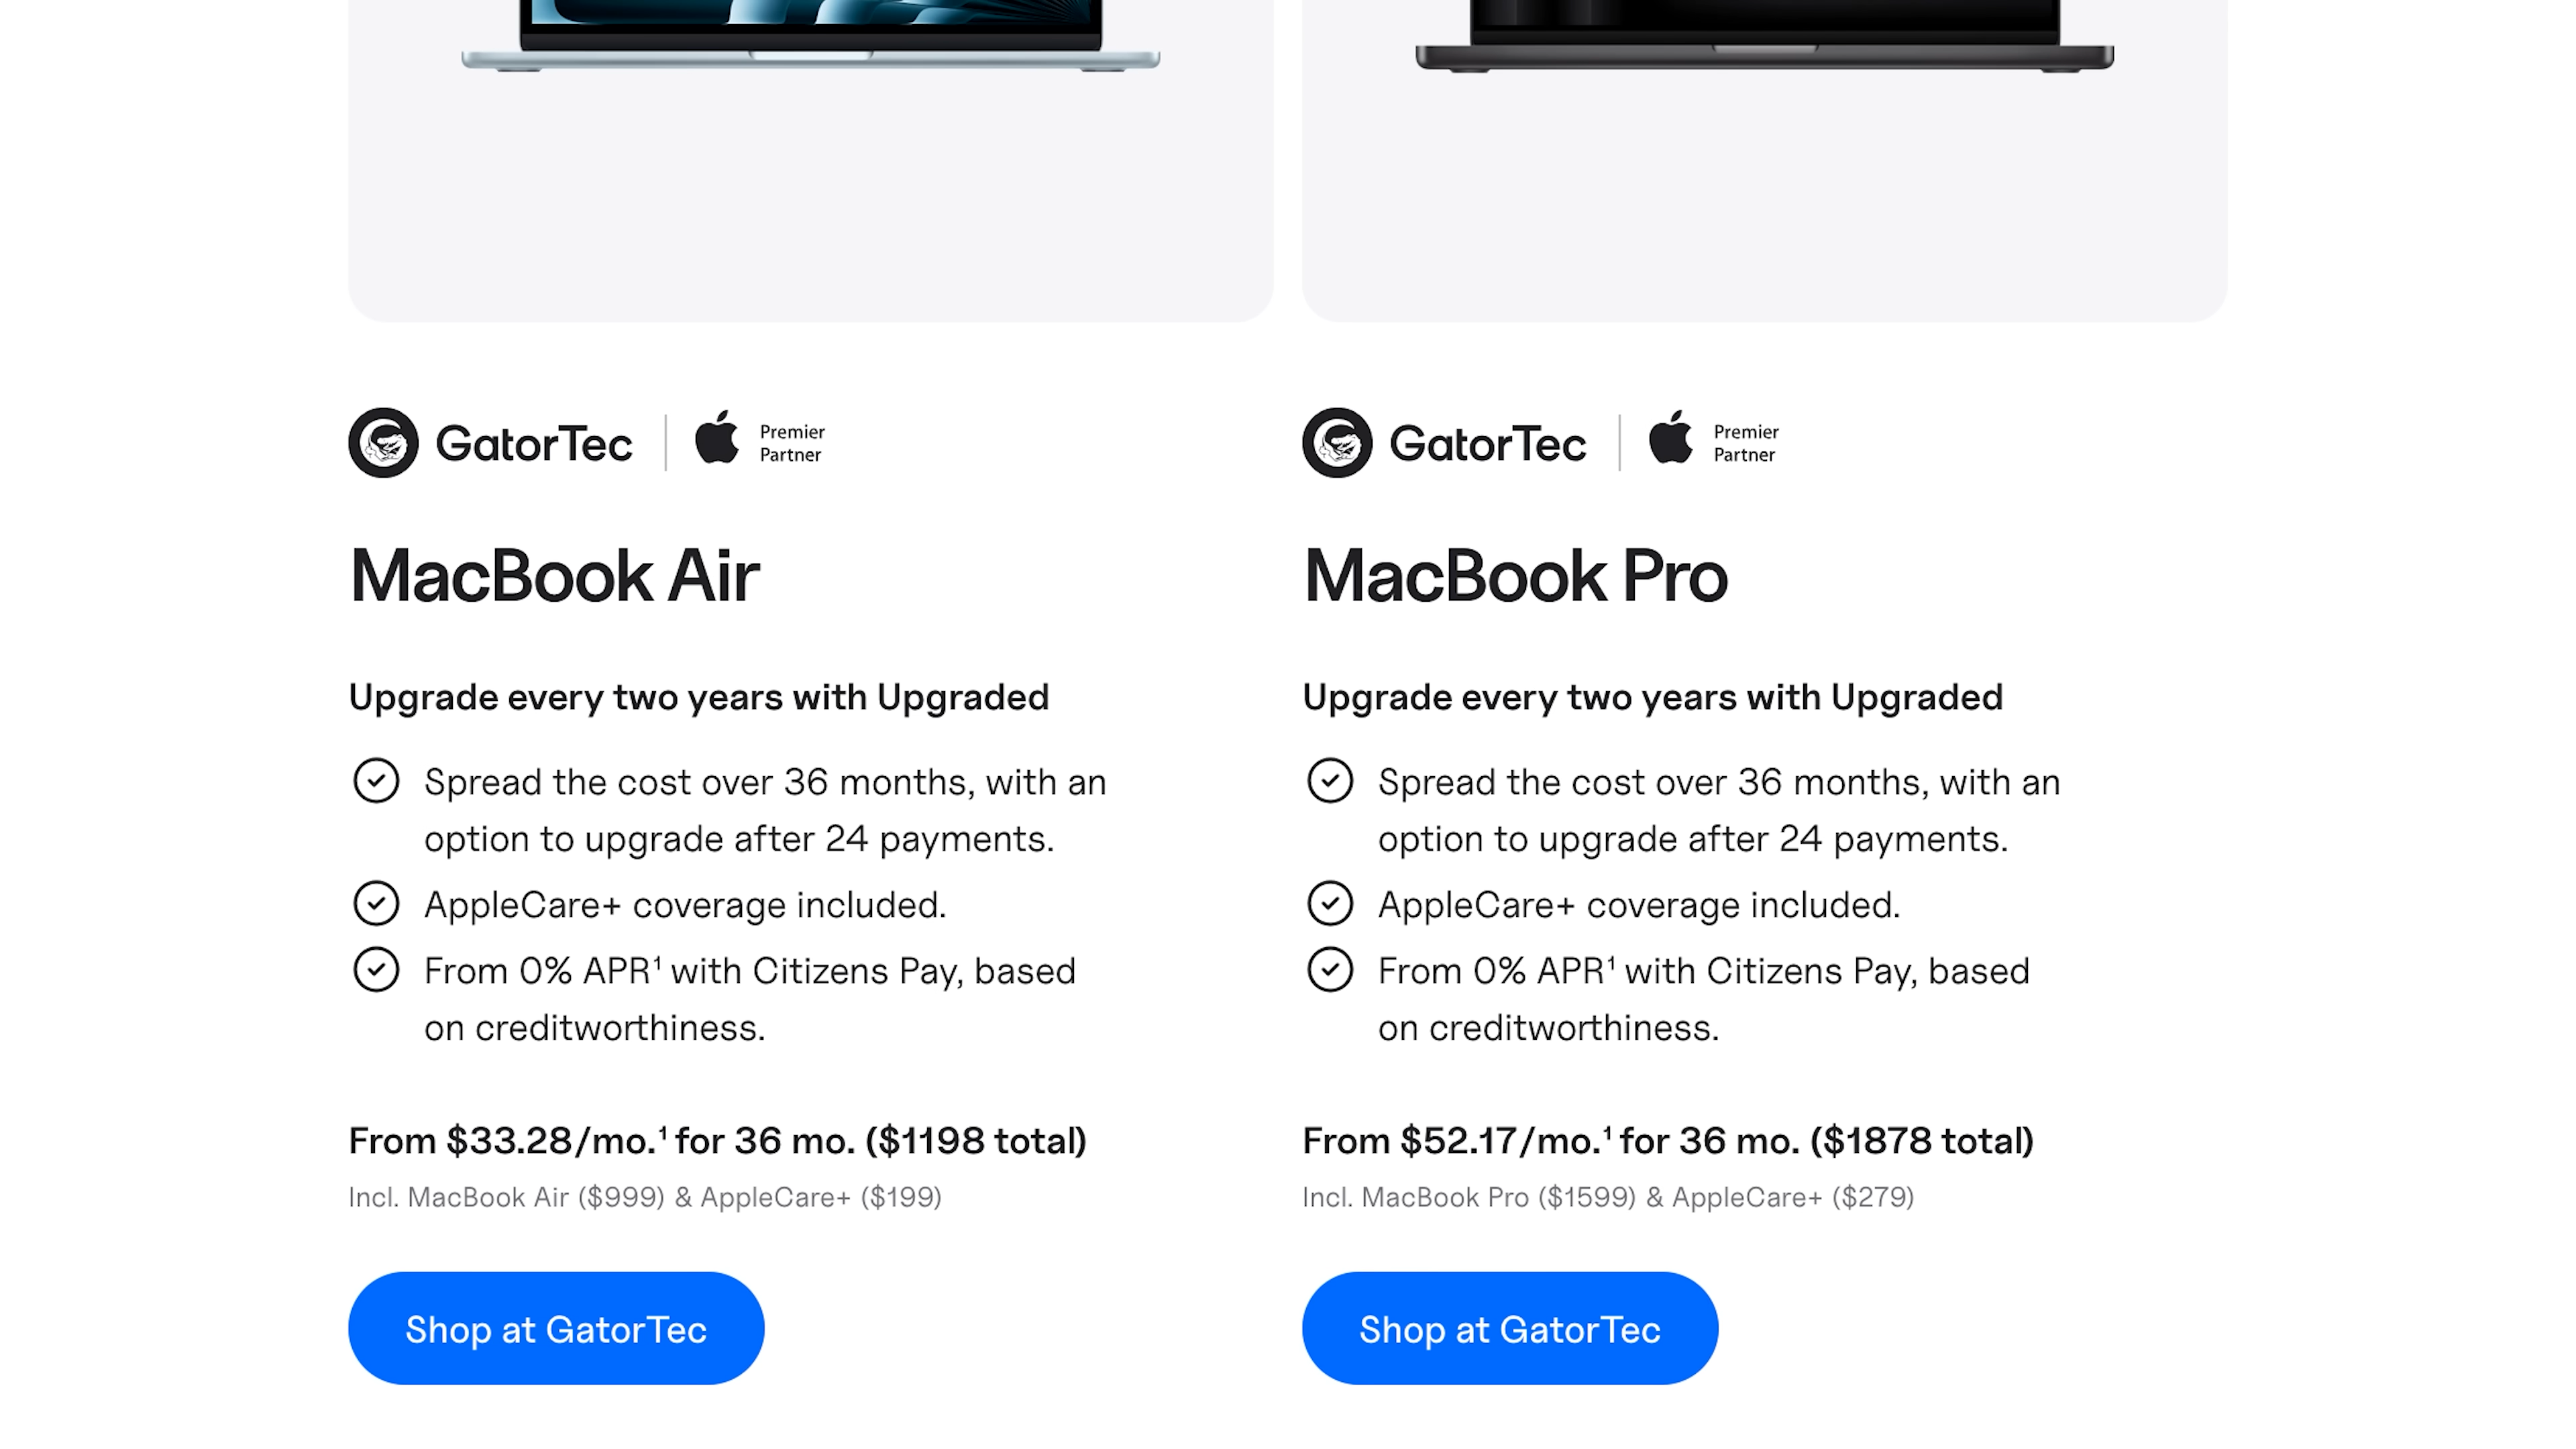 GatorTec
Premier
Partner
MacBook Air
Upgrade every two years with Upgraded
Spread the cost over 36 months, with an
option to upgrade after 24 payments.
AppleCare+ coverage included.
From 0% APR¹ with Citizens Pay, based
on creditworthiness.
From $33.28/mo.¹ for 36 mo. ($1198 total)
Incl. MacBook Air ($999) & AppleCare+ ($199)
Shop at GatorTec
GatorTec
Premier
Partner
MacBook Pro
Upgrade every two years with Upgraded
Spread the cost over 36 months, with an
option to upgrade after 24 payments.
AppleCare+ coverage included.
From 0% APR¹ with Citizens Pay, based
on creditworthiness.
From $52.17/mo.¹ for 36 mo. ($1878 total)
Incl. MacBook Pro ($1599) & AppleCare+ ($279)
Shop at GatorTec